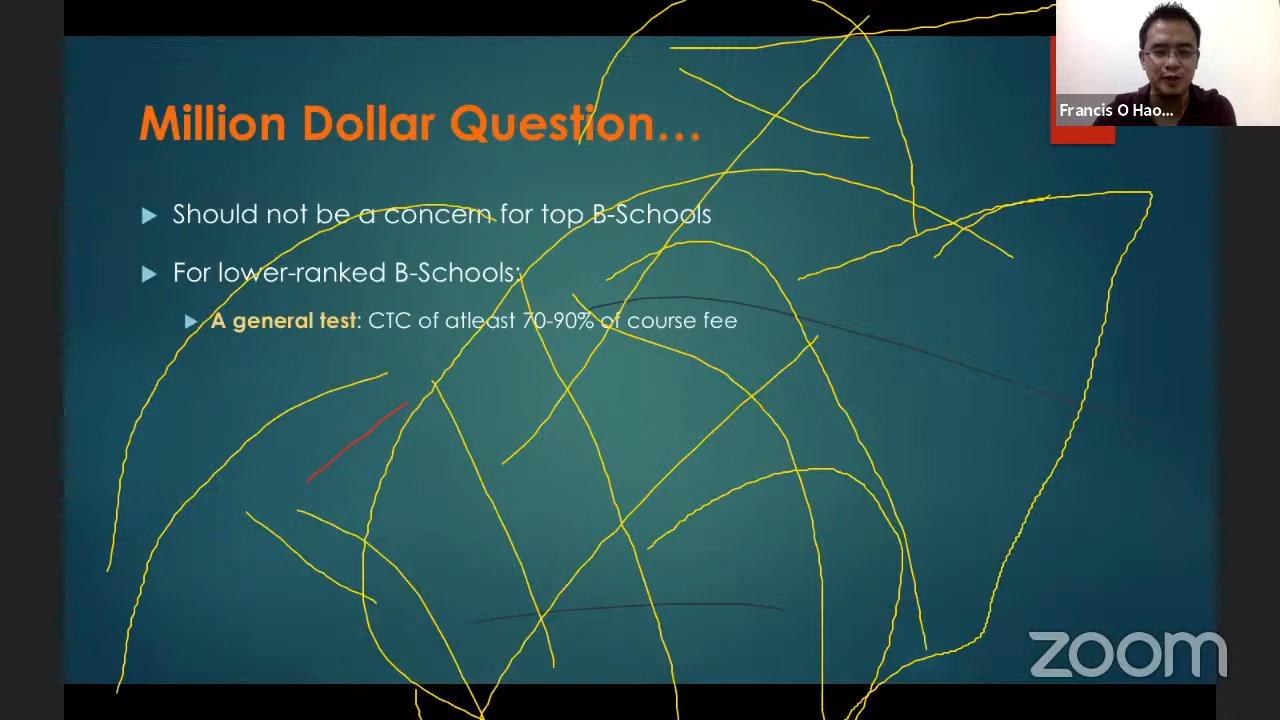 Million Dollar Question...
Should not be a concern for top B-Schools
For lower-ranked B-Schools:
A general test: CTC of atleast 70-90% of course fee
Francis O Hao...
zoom